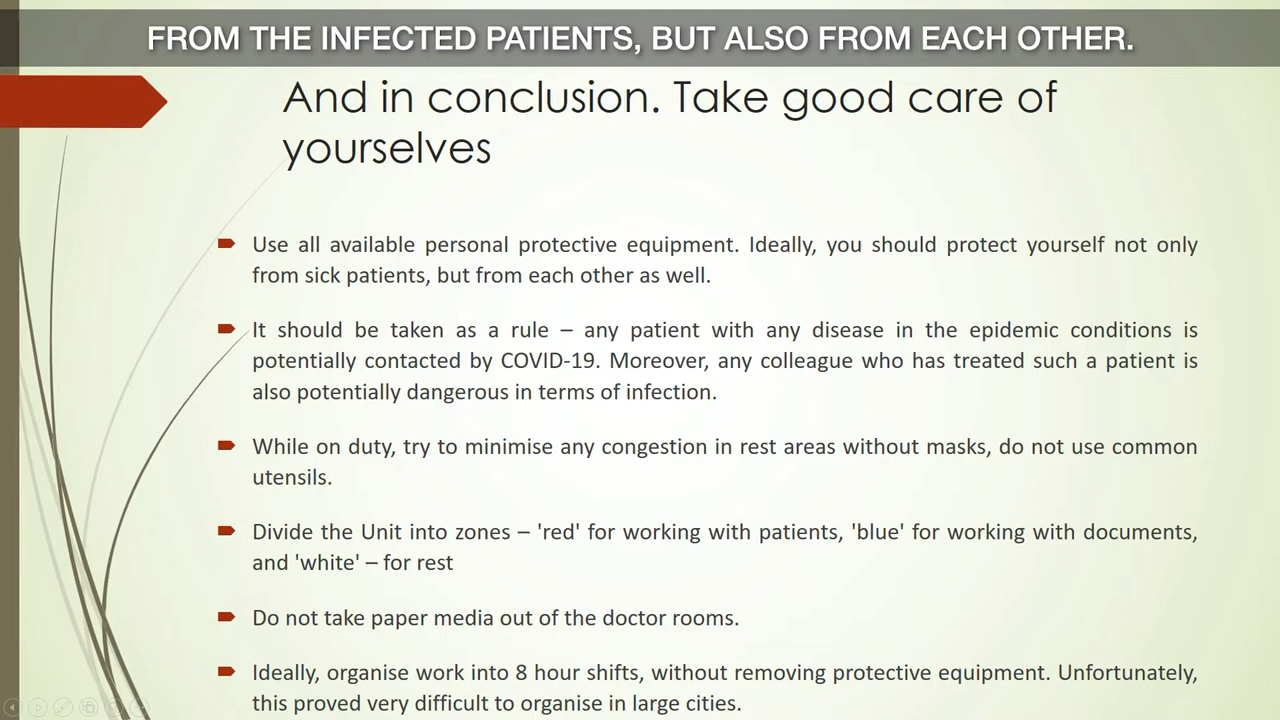 FROM THE INFECTED PATIENTS, BUT ALSO FROM EACH OTHER.
And in conclusion. Take good care of
yourselves
Use all available personal protective equipment. Ideally, you should protect yourself not only
from sick patients, but from each other as well.
It should be taken as a rule – any patient with any disease in the epidemic conditions is
potentially contacted by COVID-19. Moreover, any colleague who has treated such a patient is
also potentially dangerous in terms of infection.
While on duty, try to minimise any congestion in rest areas without masks, do not use common
utensils.
Divide the Unit into zones – 'red' for working with patients, 'blue' for working with documents,
and 'white' – for rest
Do not take paper media out of the doctor rooms.
Ideally, organise work into 8 hour shifts, without removing protective equipment. Unfortunately,
this proved very difficult to organise in large cities.